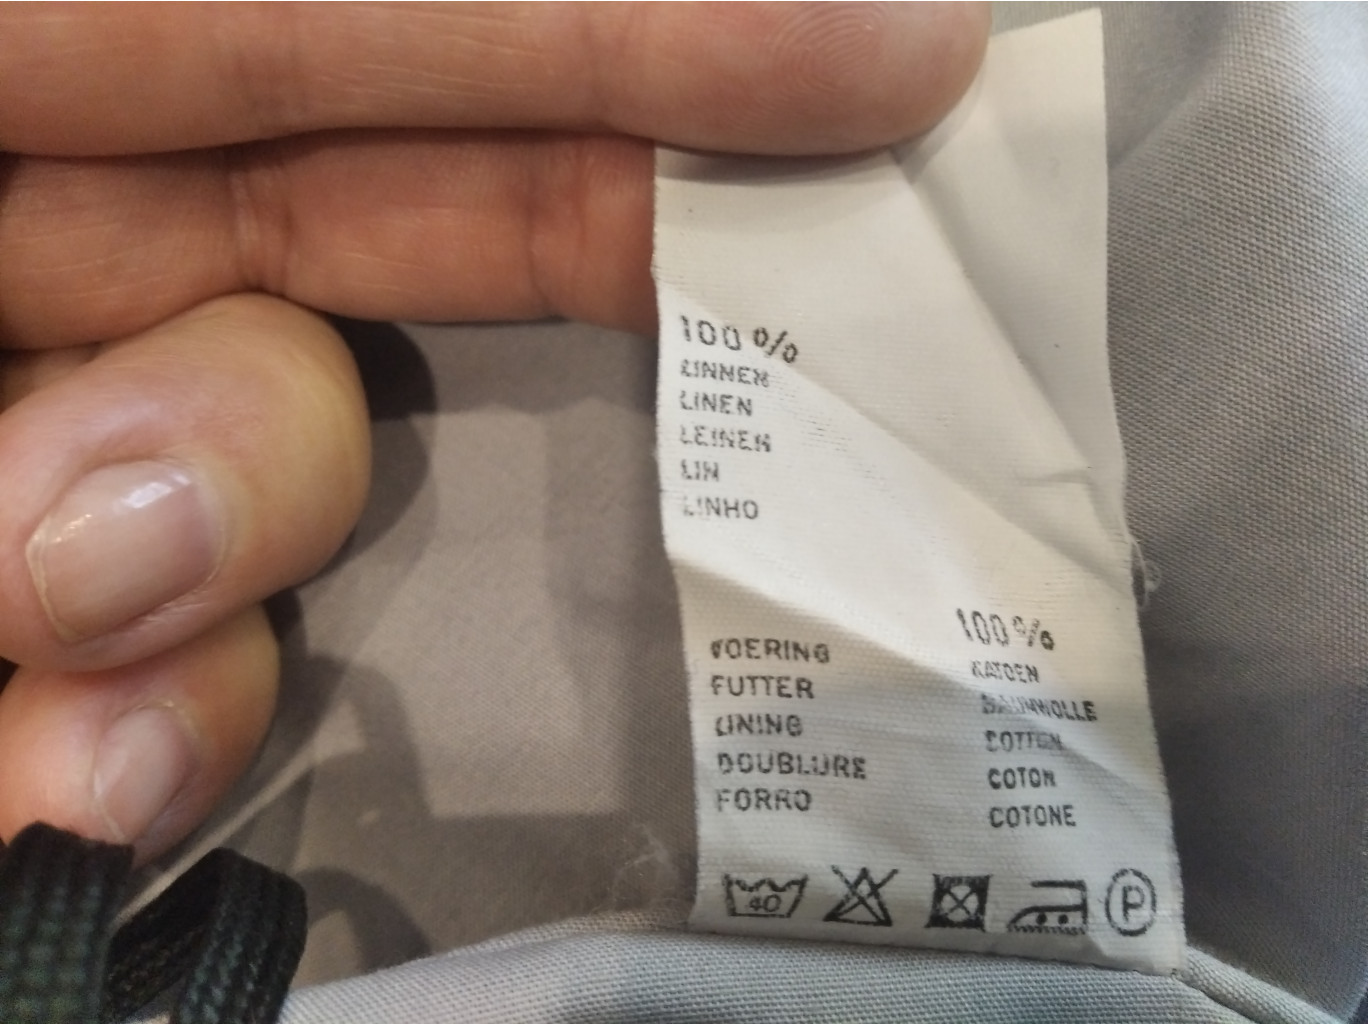 100 %
LINNEN
LINEN
LEINEN
LIN
LINHO
VOERING
FUTTER
LINING
DOUBLURE
FORRO
100 %
KATOEN
BAUMWOLLE
COTTON
COTON
COTONE
40
P